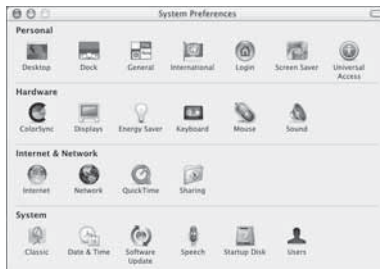 System Preferences
Personal
Desktop Dock General International Login Screen Saver Universal Access
Hardware
ColorSync Displays Energy Saver Keyboard Mouse Sound
Internet & Network
Internet Network QuickTime Sharing
System
Classic Date & Time Software Update Speech Startup Disk Users